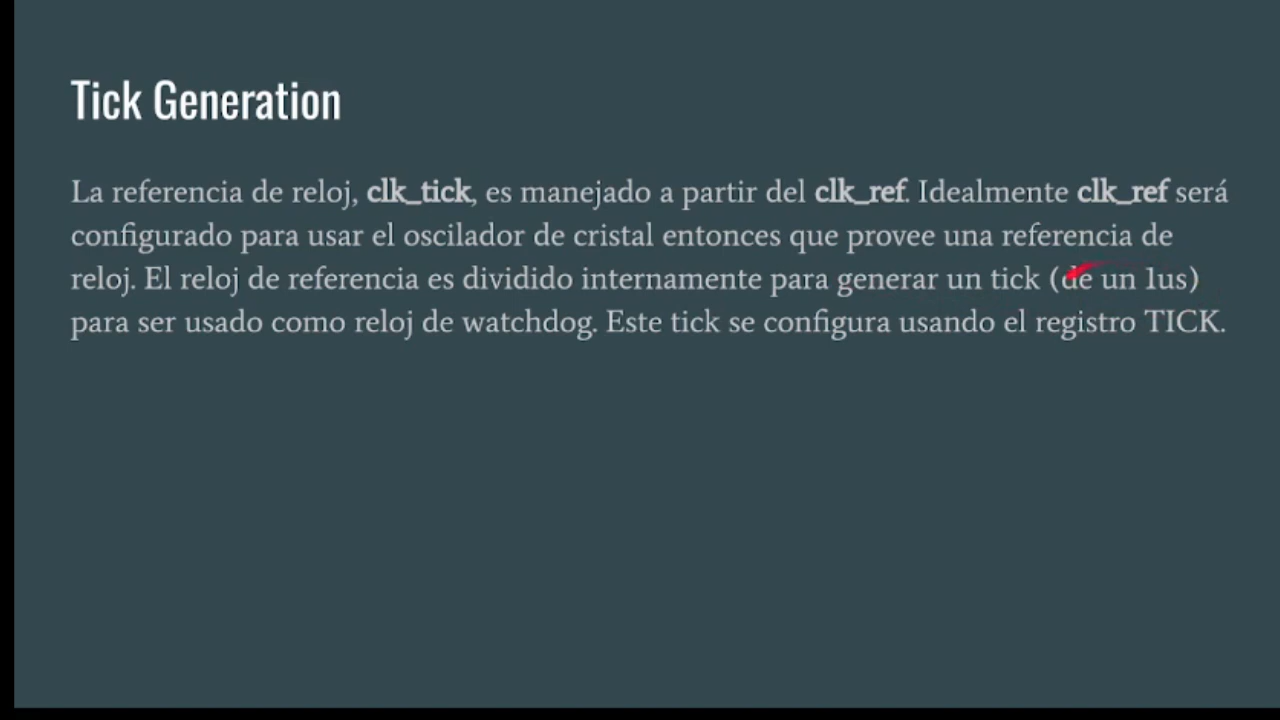 Tick Generation
La referencia de reloj, clk_tick, es manejado a partir del clk_ref. Idealmente clk_ref será
configurado para usar el oscilador de cristal entonces que provee una referencia de
reloj. El reloj de referencia es dividido internamente para generar un tick (de un 1us)
para ser usado como reloj de watchdog. Este tick se configura usando el registro TICK.